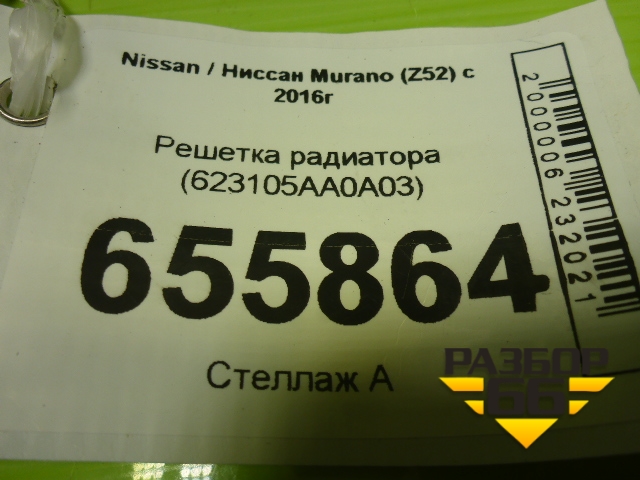 Nissan / Ниссан Murano (Z52) с
2016г
Решетка радиатора
(623105AA0A03)
655864
Стеллаж А
2000006232021
РАЗБОР
66